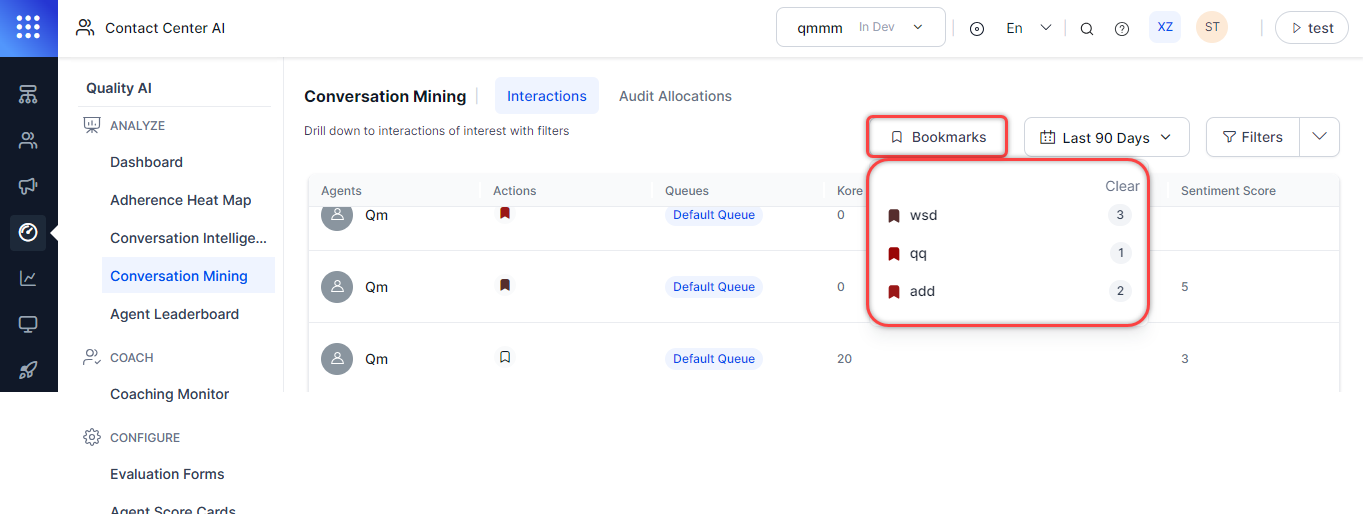 Contact Center AI
qmmm In Dev
En
XZ
ST
test
Quality AI
ANALYZE
Dashboard
Adherence Heat Map
Conversation Intellige...
Conversation Mining
Agent Leaderboard
COACH
Coaching Monitor
CONFIGURE
Evaluation Forms
Agent Score Cards
Conversation Mining
Interactions
Audit Allocations
Drill down to interactions of interest with filters
Bookmarks
Last 90 Days
Filters
Agents Actions Queues Kore Sentiment Score
Qm Default Queue 0
Qm Default Queue 0 5
Qm Default Queue 20 3
Clear
wsd 3
qq 1
add 2